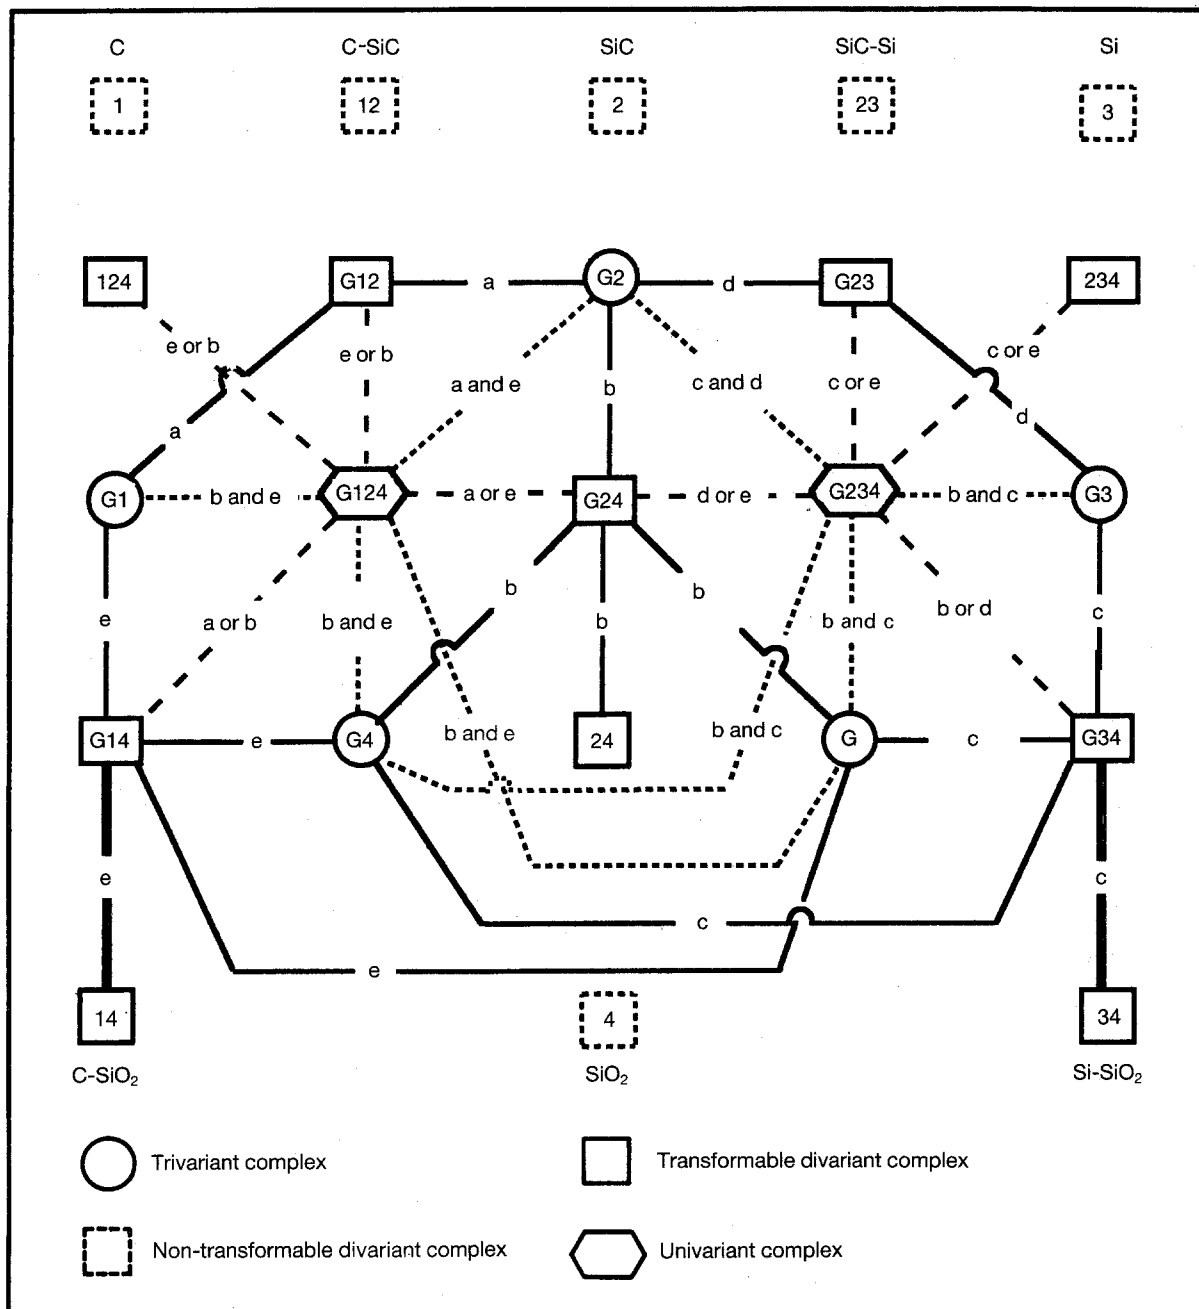 C C-SiC SiC SiC-Si Si
1 12 2 23 3
124 G12 a G2 d G23 234
e or b e or b a and e b c and d c or e c or e
a d
G1 b and e G124 a or e G24 d or e G234 b and c G3
e a or b b and e b b b b and c b or d c
G14 e G4 b and e 24 b and c G c G34
e c c
e
14 4 34
C-SiO₂ SiO₂ Si-SiO₂
Trivariant complex Transformable divariant complex
Non-transformable divariant complex Univariant complex